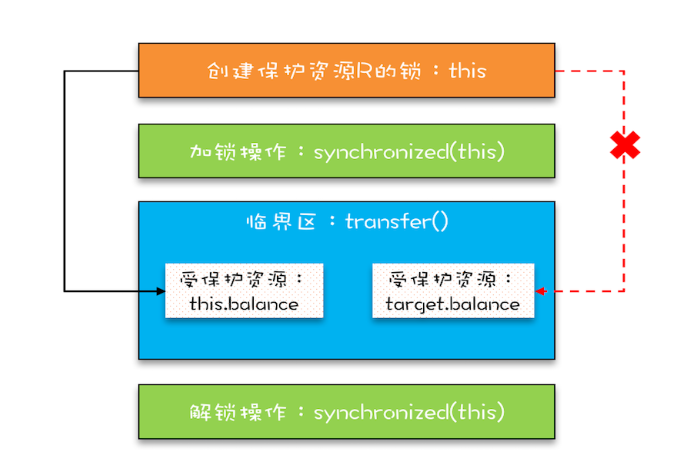 创建保护资源R的锁：this
加锁操作：synchronized(this)
临界区：transfer()
受保护资源：
this.balance
受保护资源：
target.balance
解锁操作：synchronized(this)